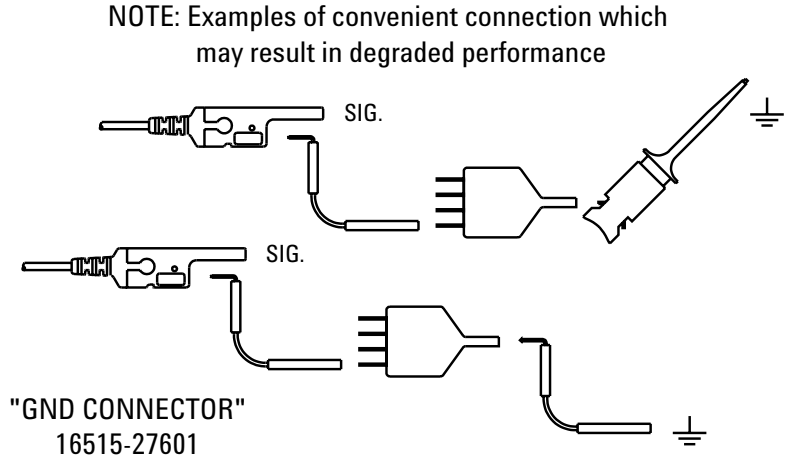 NOTE: Examples of convenient connection which
may result in degraded performance
SIG.
SIG.
"GND CONNECTOR"
16515-27601